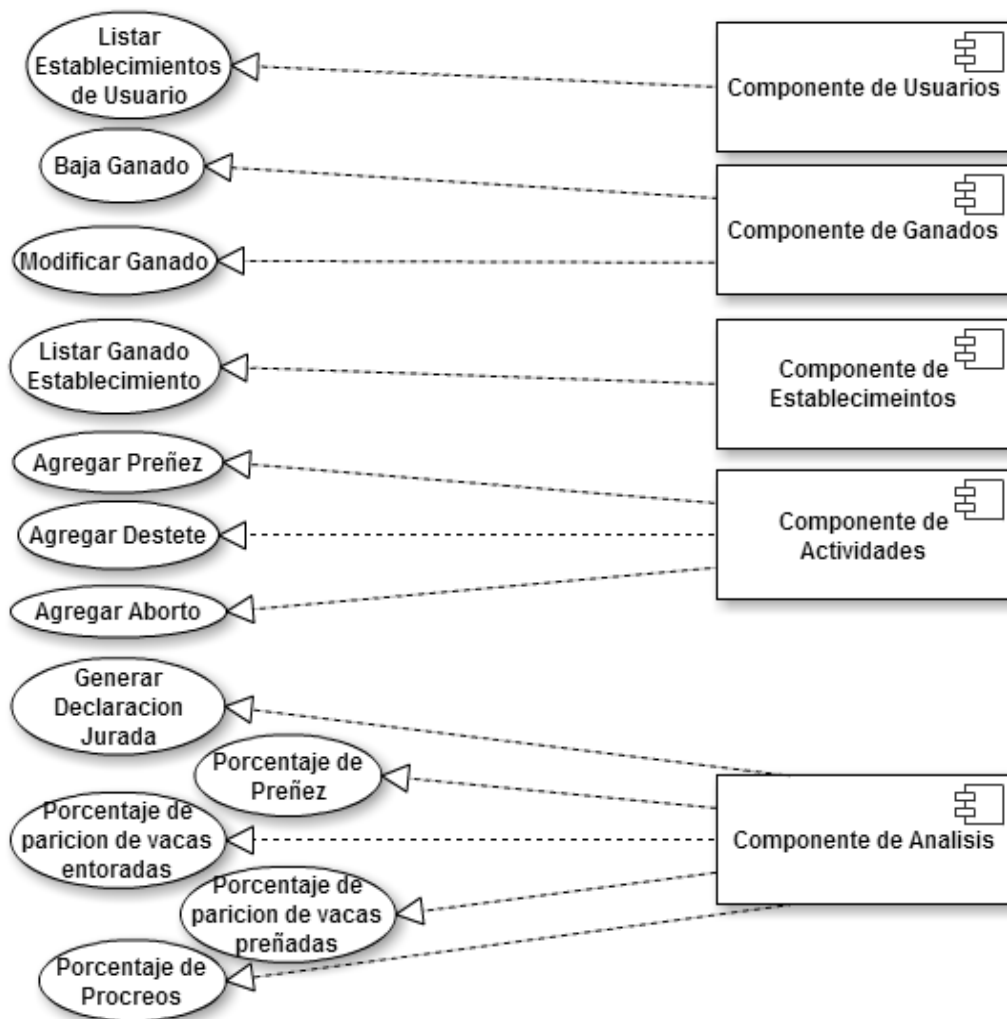 Listar
Establecimientos
de Usuario
Componente de Usuarios
Baja Ganado
Componente de Ganados
Modificar Ganado
Listar Ganado
Establecimiento
Componente de
Establecimeintos
Agregar Preñez
Agregar Destete
Componente de
Actividades
Agregar Aborto
Generar
Declaracion
Jurada
Porcentaje de
Preñez
Porcentaje de
paricion de vacas
entoradas
Componente de Analisis
Porcentaje de
paricion de vacas
preñadas
Porcentaje de
Procreos